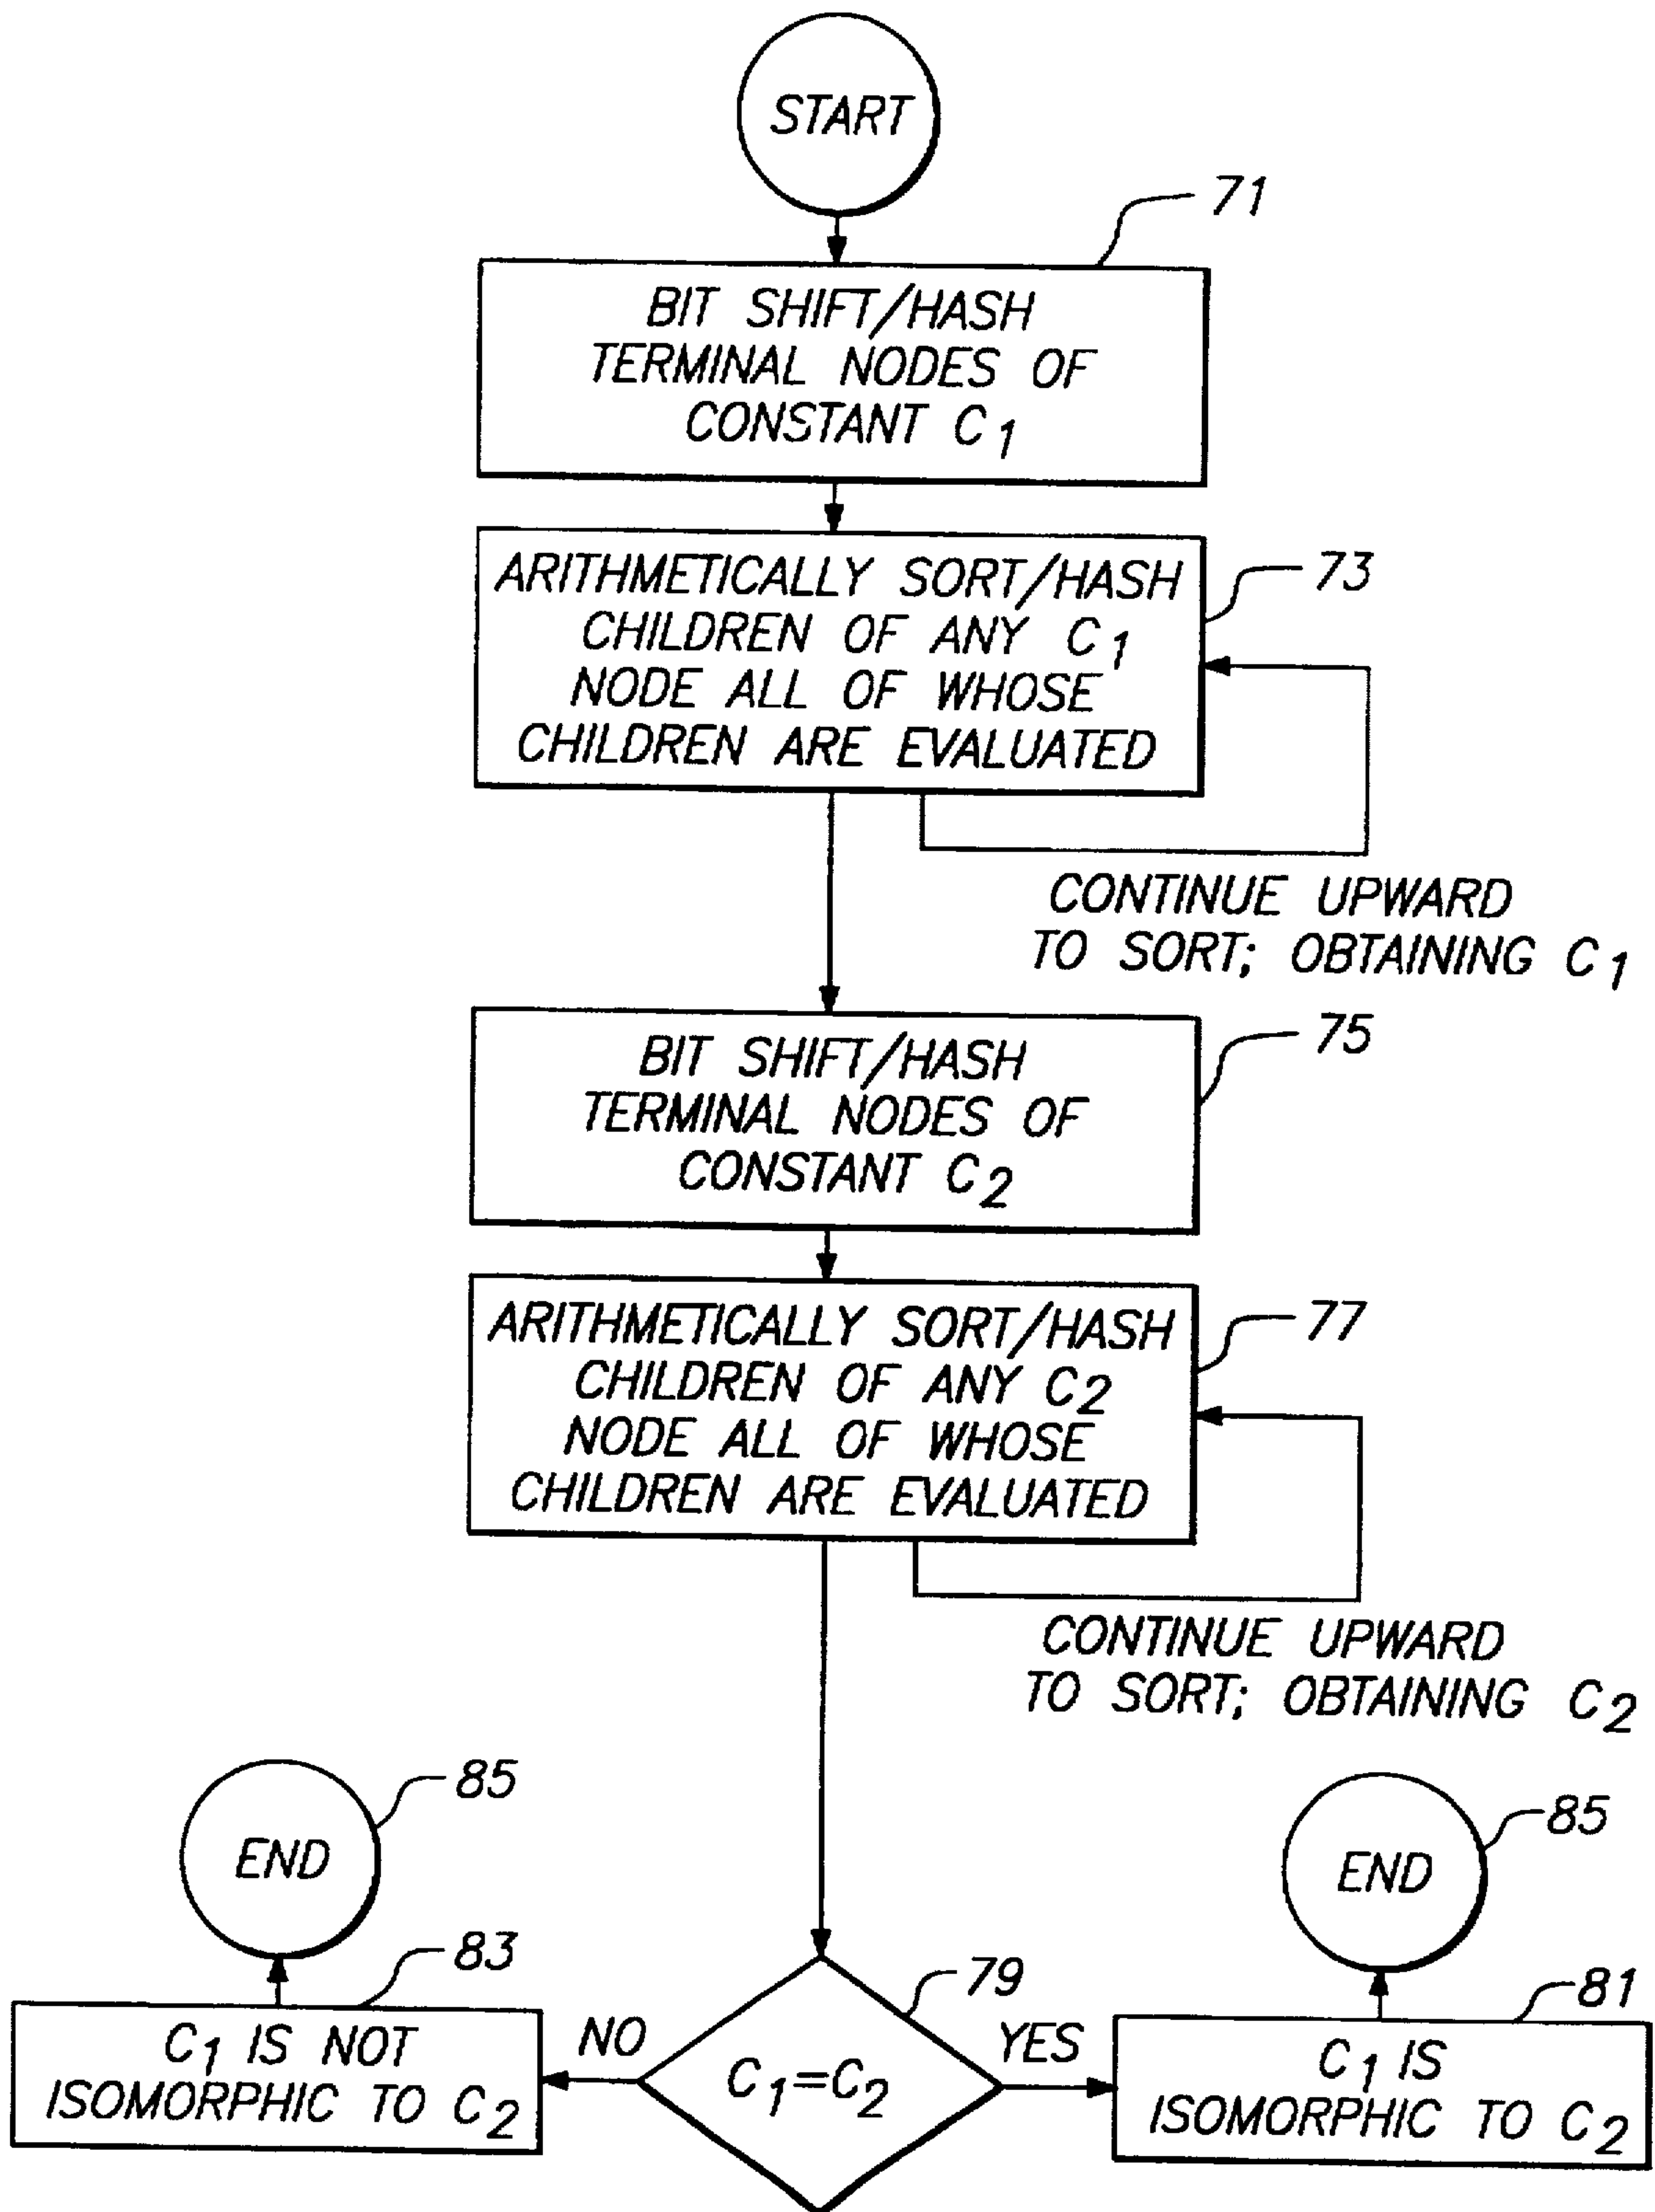 START
71
BIT SHIFT/HASH
TERMINAL NODES OF
CONSTANT C1
ARITHMETICALLY SORT/HASH
CHILDREN OF ANY C1
NODE ALL OF WHOSE
CHILDREN ARE EVALUATED
73
CONTINUE UPWARD
TO SORT; OBTAINING C1
BIT SHIFT/HASH
TERMINAL NODES OF
CONSTANT C2
75
ARITHMETICALLY SORT/HASH
CHILDREN OF ANY C2
NODE ALL OF WHOSE
CHILDREN ARE EVALUATED
77
CONTINUE UPWARD
TO SORT; OBTAINING C2
END
85
END
85
83
C1 IS NOT
ISOMORPHIC TO C2
NO
79
C1=C2
YES
81
C1 IS
ISOMORPHIC TO C2